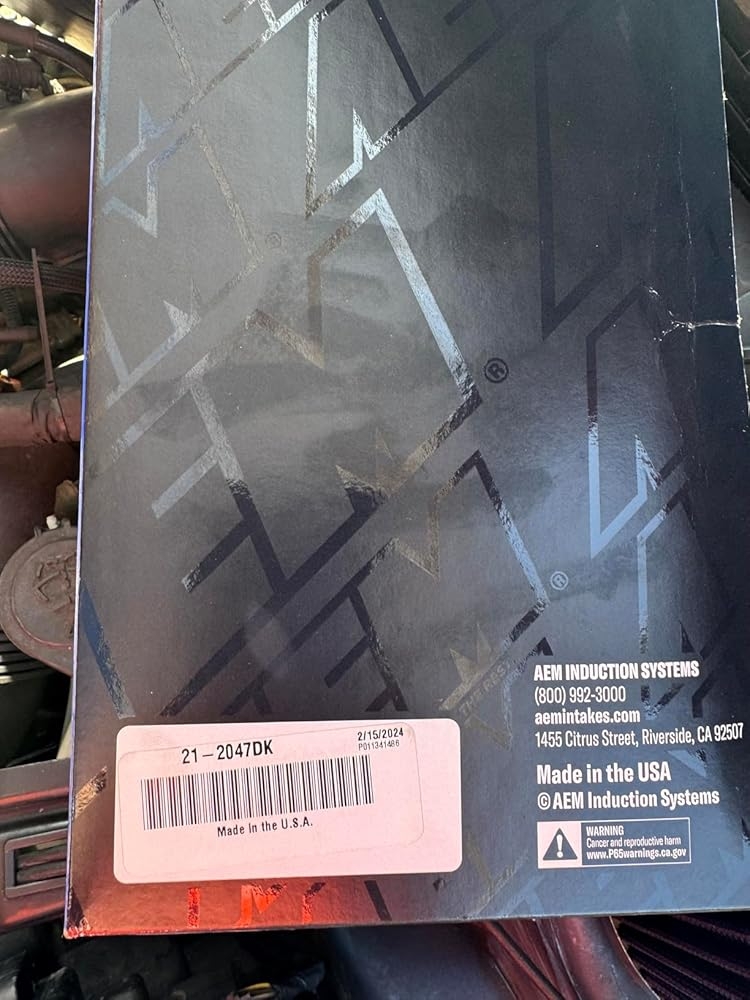 ®
®
AEM INDUCTION SYSTEMS
(800) 992-3000
aemintakes.com
1455 Citrus Street, Riverside, CA 92507
Made in the USA
© AEM Induction Systems
WARNING
Cancer and reproductive harm
www.P65warnings.ca.gov
21-2047DK
2/15/2024
P011341486
Made in the U.S.A.